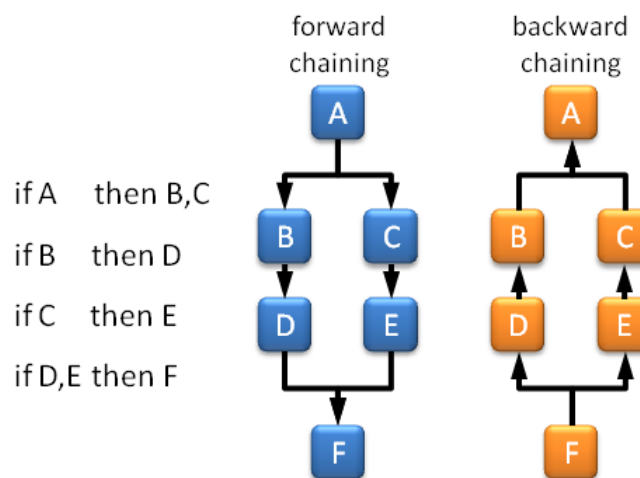 forward
chaining
backward
chaining
if A then B,C
if B then D
if C then E
if D,E then F
A
B C
D E
F
A
B C
D E
F